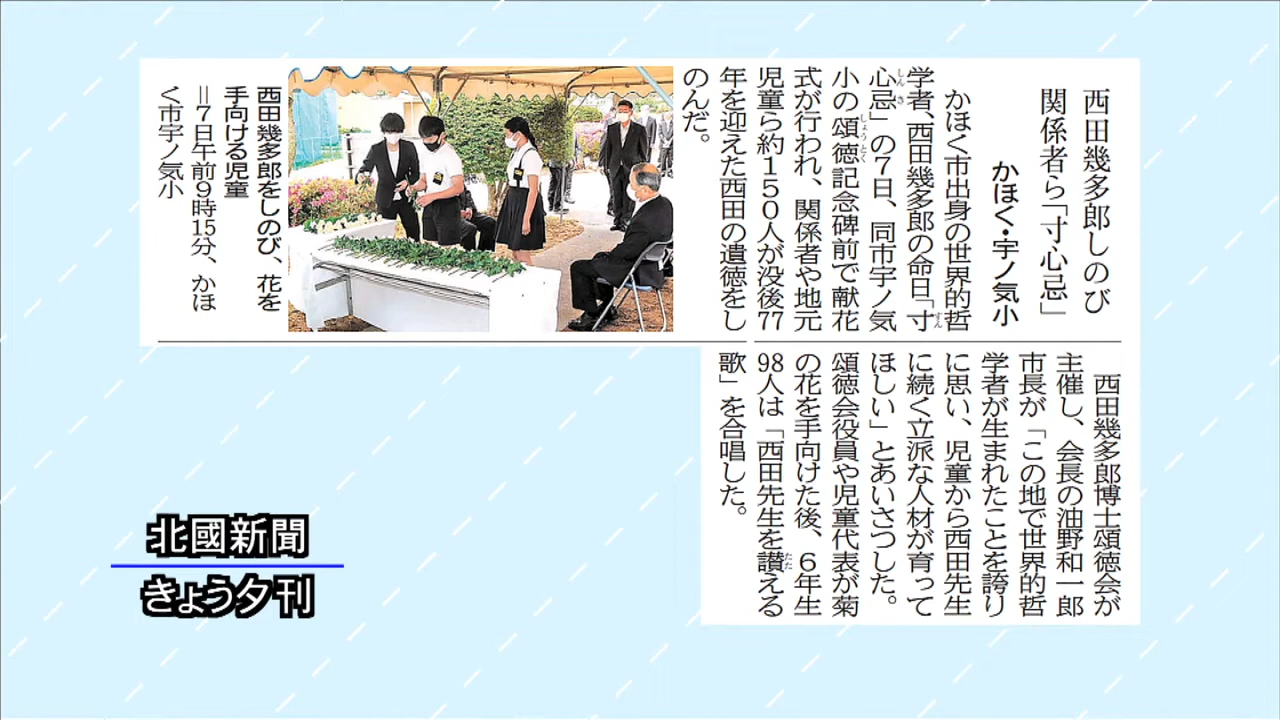 西田幾多郎しのび
関係者ら「寸心忌」
かほく・宇ノ気小
かほく市出身の世界的哲
学者、西田幾多郎の命日「寸
心忌」の7日、同市宇ノ気
小の頌徳記念碑前で献花
式が行われ、関係者や地元
児童ら約150人が没後77
年を迎えた西田の遺徳をし
のんだ。
西田幾多郎をしのび、花を
手向ける児童
=7日午前9時15分、かほ
く市宇ノ気小
西田幾多郎博士頌徳会が
主催し、会長の油野和一郎
市長が「この地で世界的哲
学者が生まれたことを誇り
に思い、児童から西田先生
に続く立派な人材が育って
ほしい」とあいさつした。
頌徳会役員や児童代表が菊
の花を手向けた後、6年生
98人は「西田先生を讃える
歌」を合唱した。
北國新聞
きょう夕刊